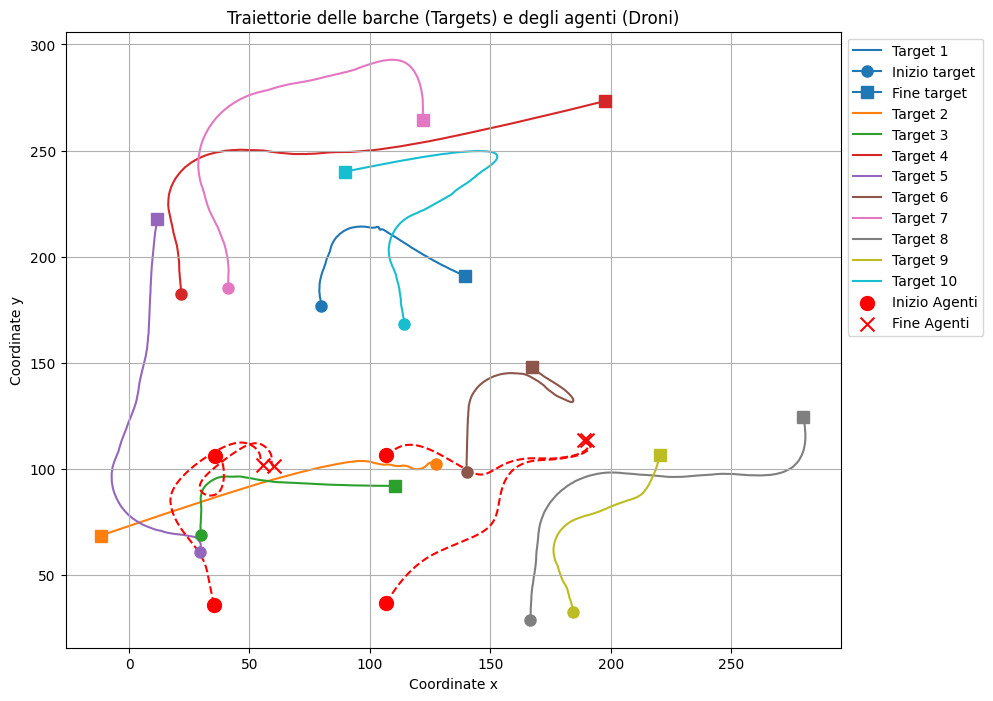 Traiettorie delle barche (Targets) e degli agenti (Droni)
300
250
200
150
100
50
Coordinate y
0
50
100
150
200
250
Coordinate x
Target 1
Inizio target
Fine target
Target 2
Target 3
Target 4
Target 5
Target 6
Target 7
Target 8
Target 9
Target 10
Inizio Agenti
Fine Agenti